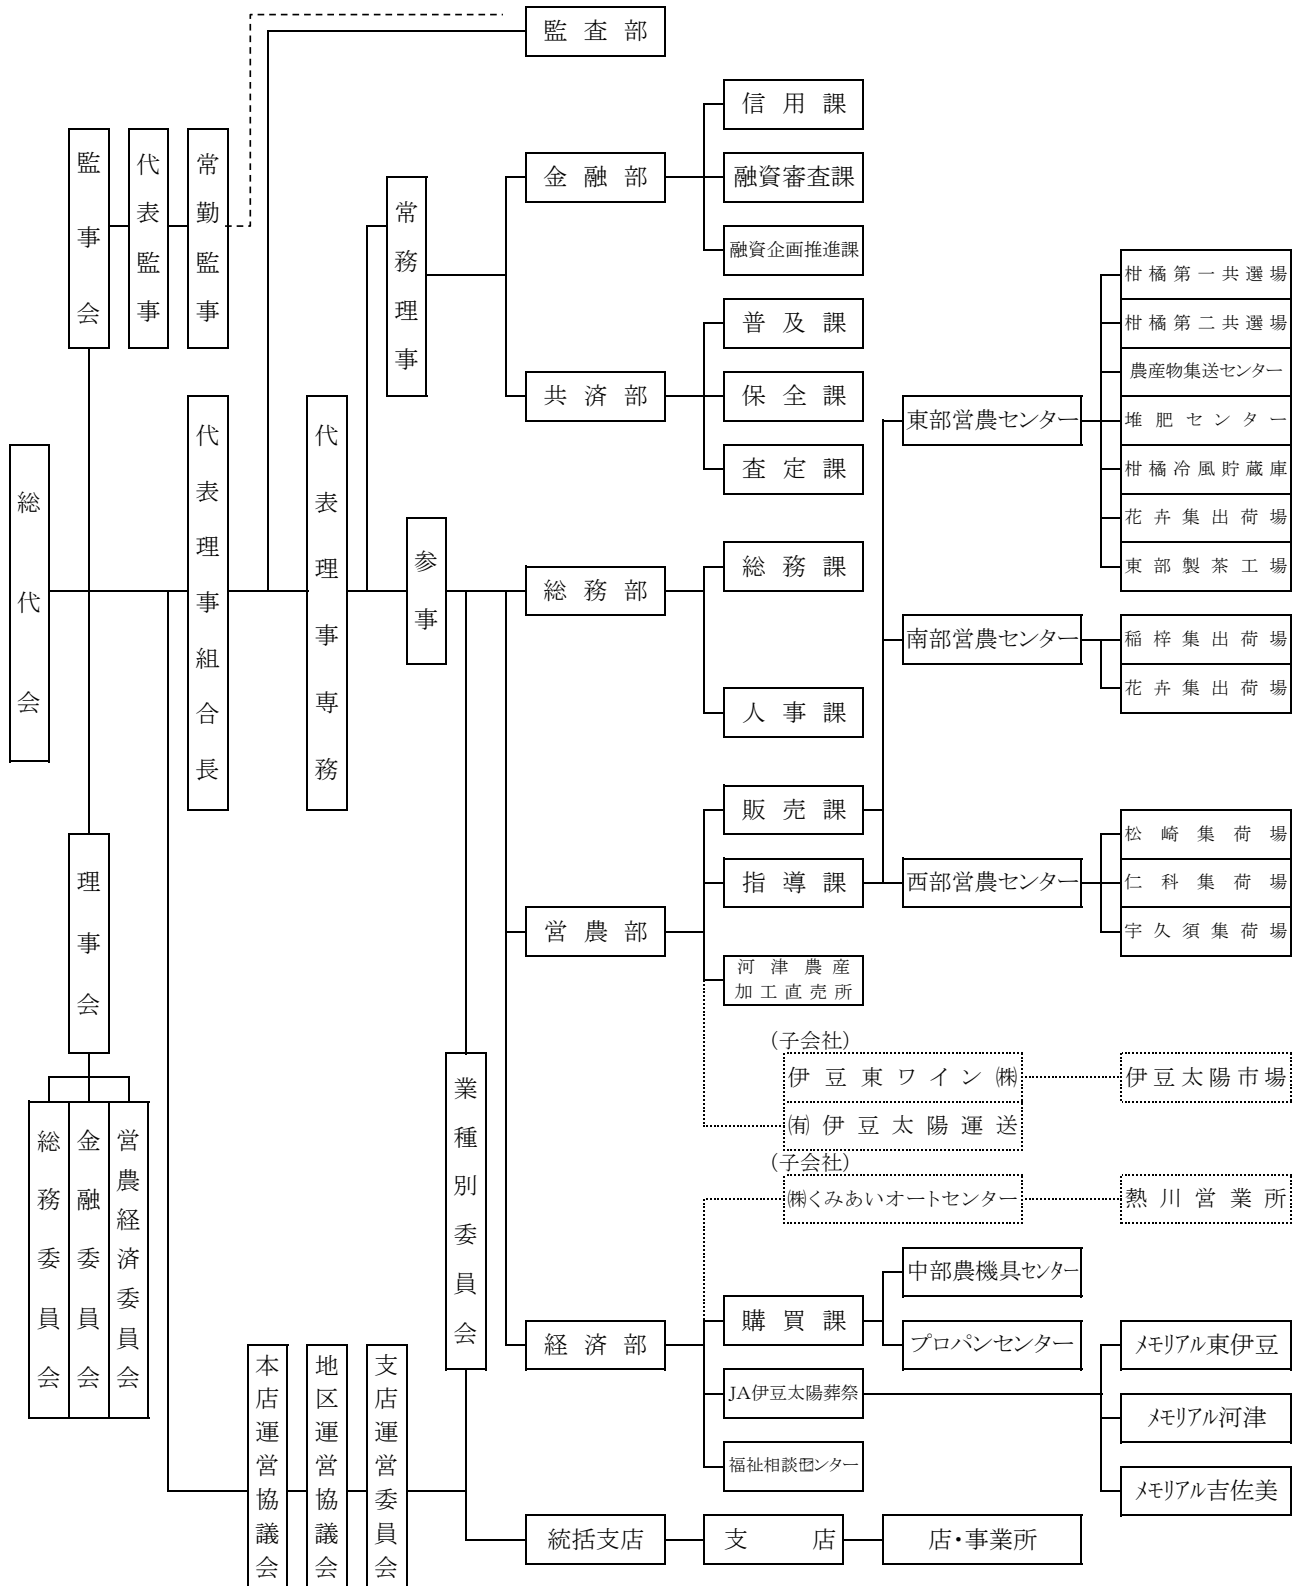 監査部
信用課
融資審査課
融資企画推進課
金融部
監事会
代表監事
常勤監事
常務理事
普及課
保全課
査定課
共済部
総代会
代表理事組合長
代表理事専務
参事
総務部
総務課
人事課
営農部
販売課
指導課
河津農産
加工直売所
東部営農センター
柑橘第一共選場
柑橘第二共選場
農産物集送センター
堆肥センター
柑橘冷風貯蔵庫
花卉集出荷場
東部製茶工場
南部営農センター
稲梓集出荷場
花卉集出荷場
西部営農センター
松崎集荷場
仁科集荷場
宇久須集荷場
(子会社)
伊豆東ワイン㈱
伊豆太陽市場
㈲伊豆太陽運送
(子会社)
㈱くみあいオートセンター
熱川営業所
理事会
総務委員会
金融委員会
営農経済委員会
業種別委員会
経済部
購買課
中部農機具センター
プロパンセンター
JA伊豆太陽葬祭
メモリアル東伊豆
メモリアル河津
メモリアル吉佐美
福祉相談センター
本店運営協議会
地区運営協議会
支店運営委員会
統括支店
支店
店・事業所